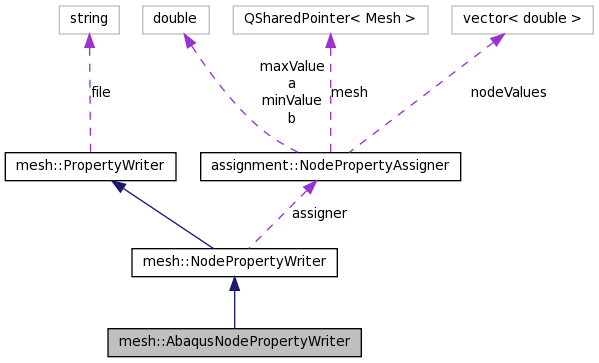 string
double
QSharedPointer< Mesh >
vector< double >
file
maxValue
a
minValue
b
mesh
nodeValues
mesh::PropertyWriter
assignment::NodePropertyAssigner
assigner
mesh::NodePropertyWriter
mesh::AbaqusNodePropertyWriter